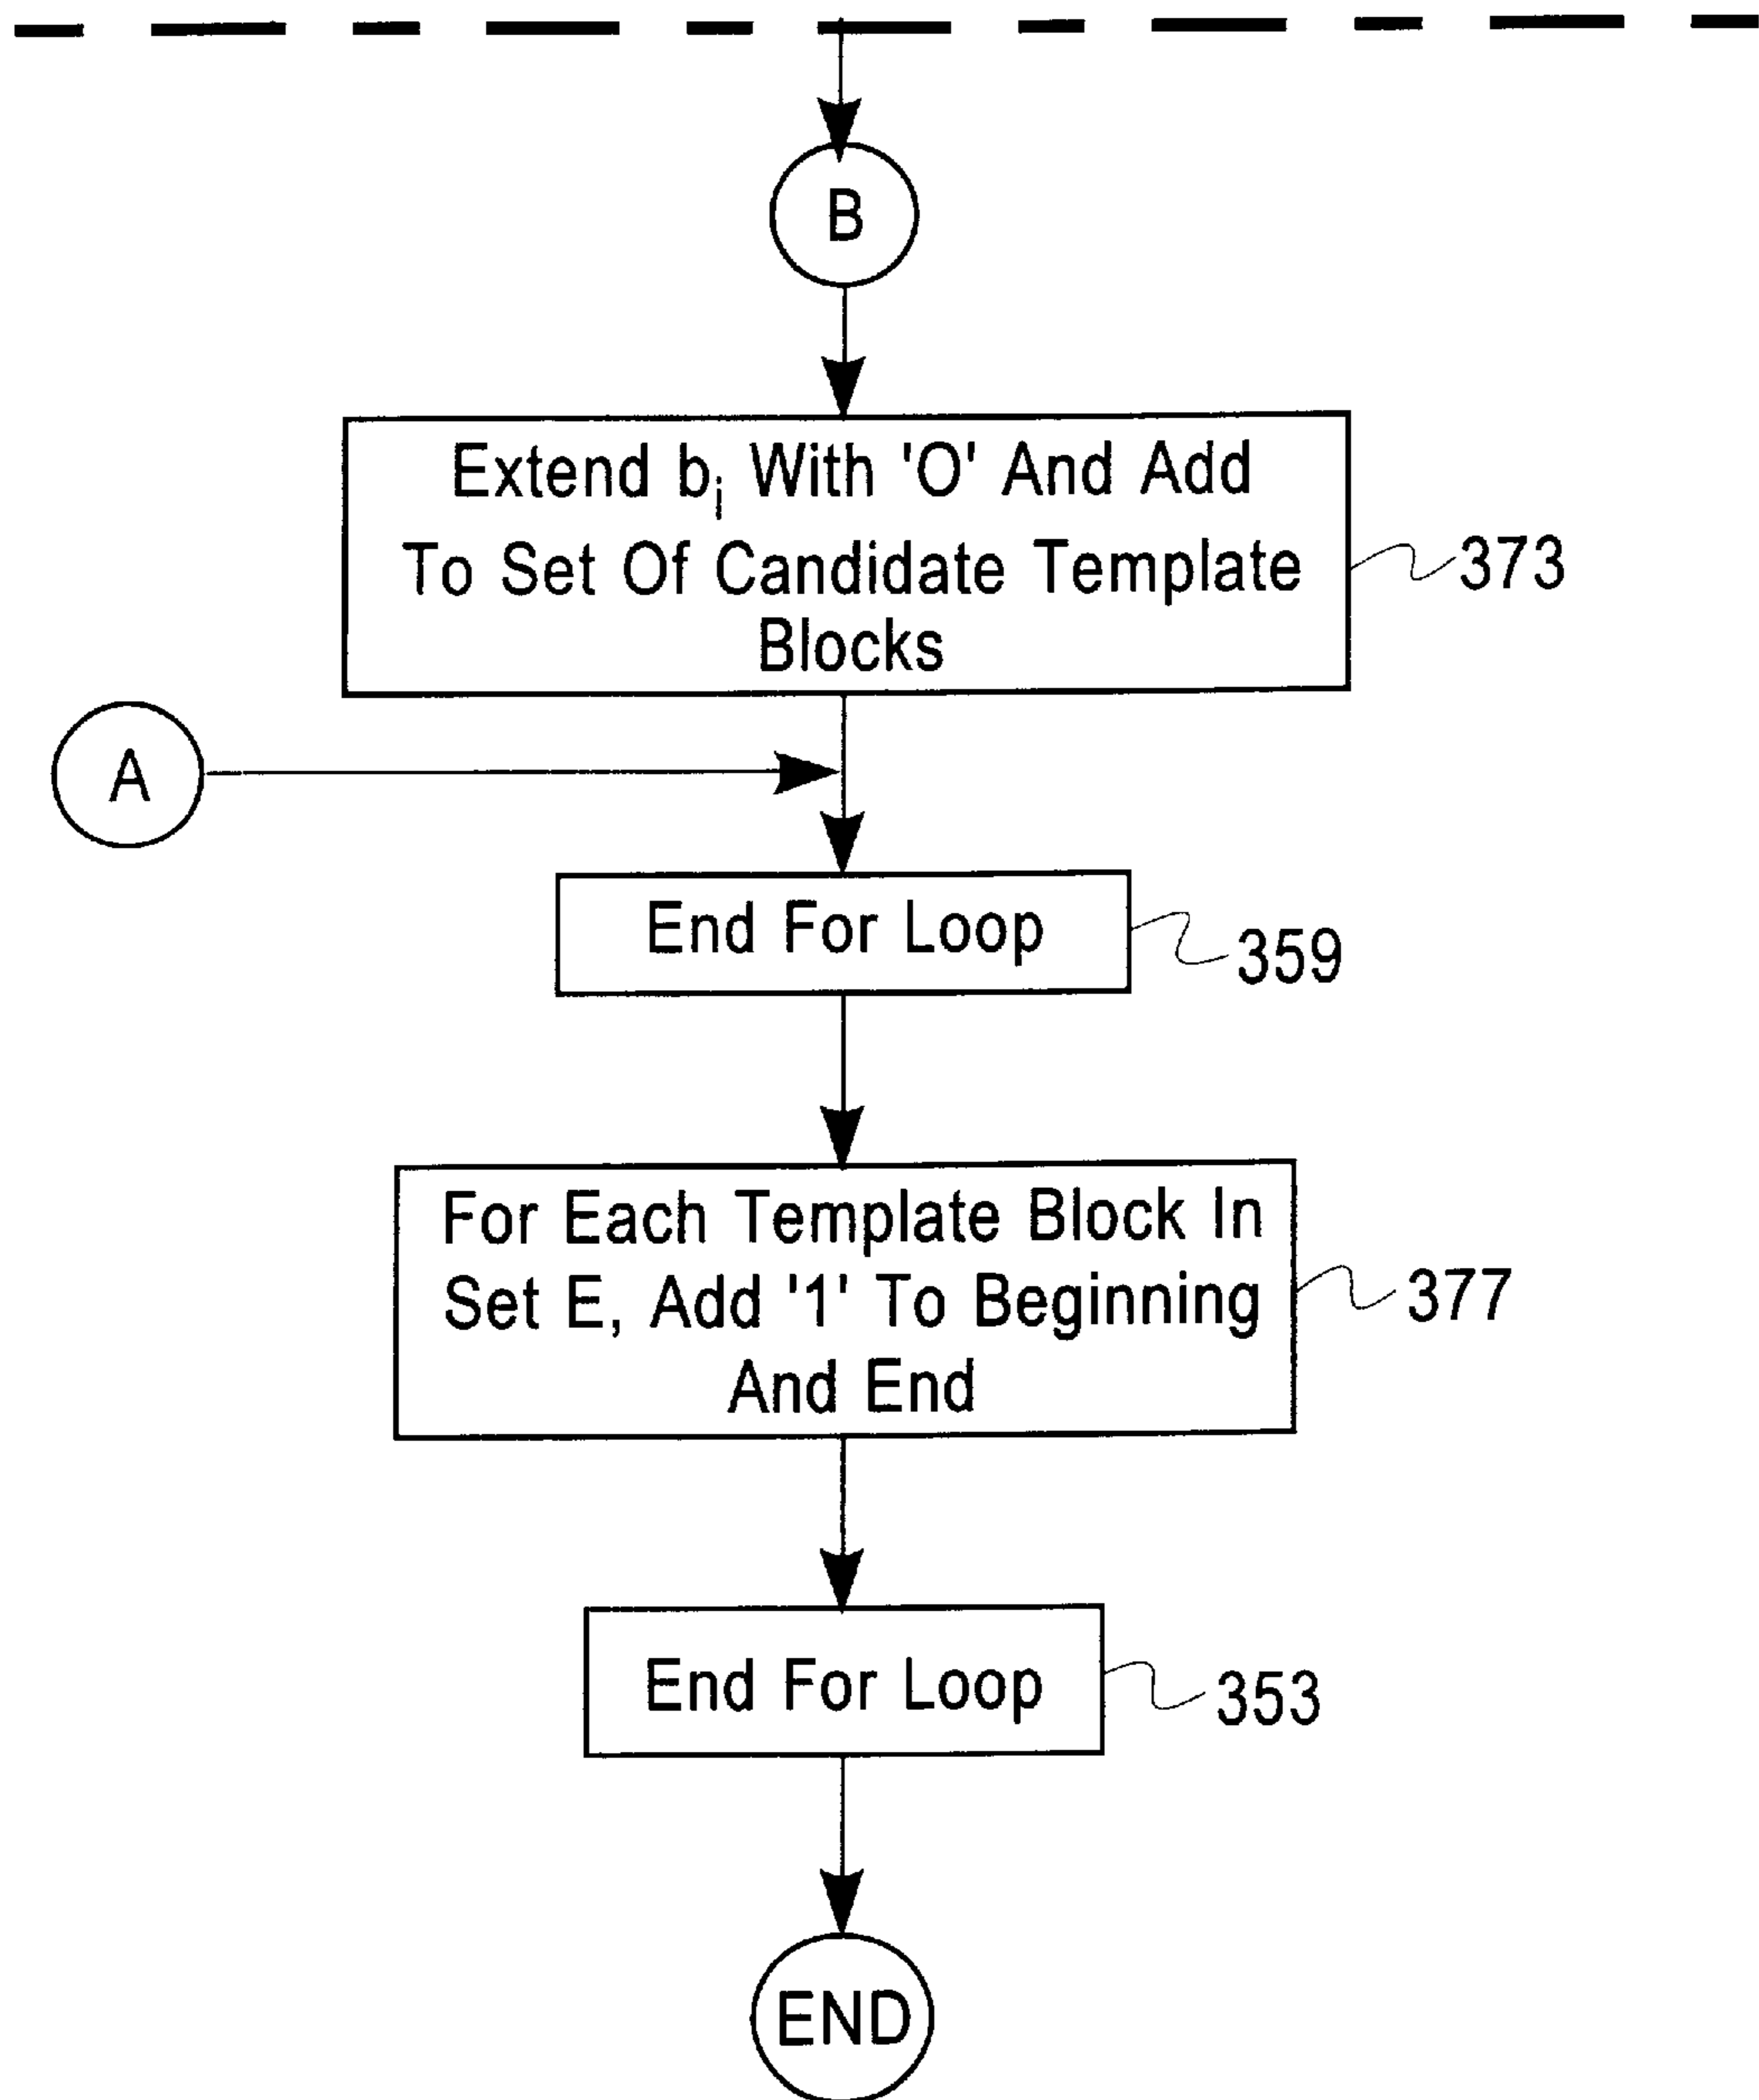 B
Extend bi With 'O' And Add
To Set Of Candidate Template
Blocks
373
A
End For Loop
359
For Each Template Block In
Set E, Add '1' To Beginning
And End
377
End For Loop
353
END